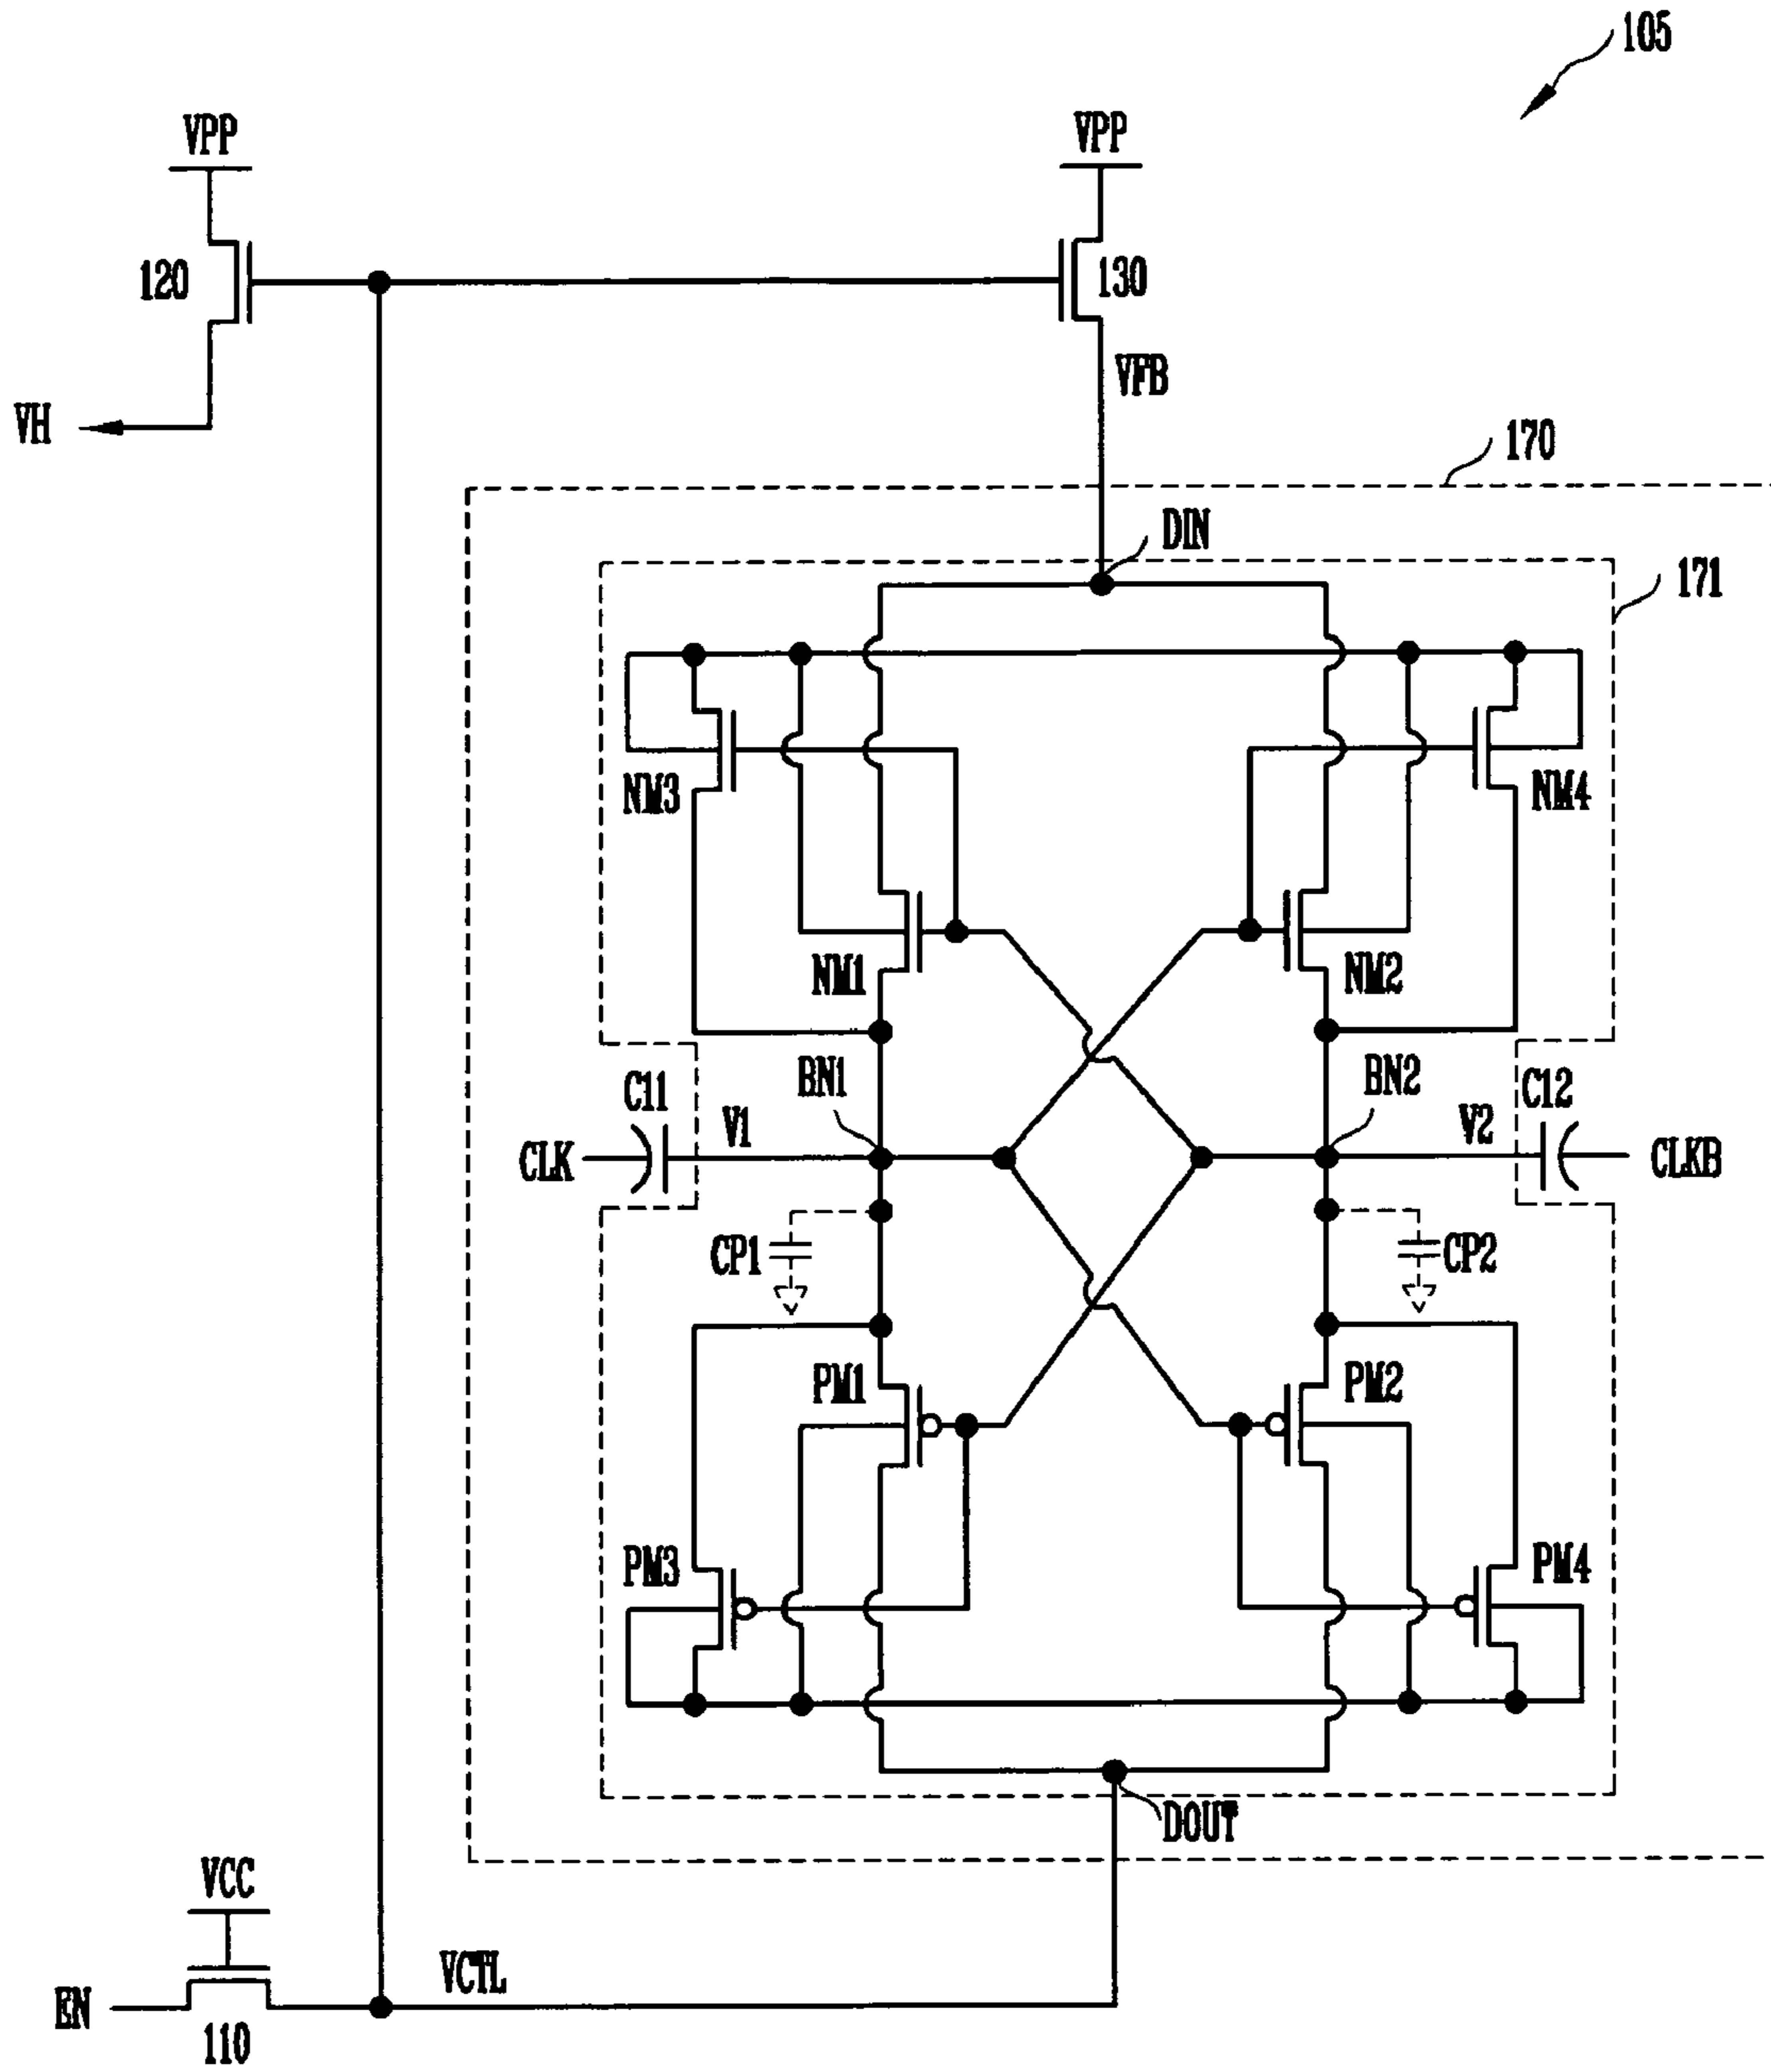 105
VPP
VPP
120
130
VFB
VH
170
DIN
171
NM3
NM4
NM1
NM2
BN1
BN2
C11
C12
V1
V2
CLK
CLKB
CP1
CP2
PM1
PM2
PM3
PM4
DOUT
VCC
VCTL
EN
110